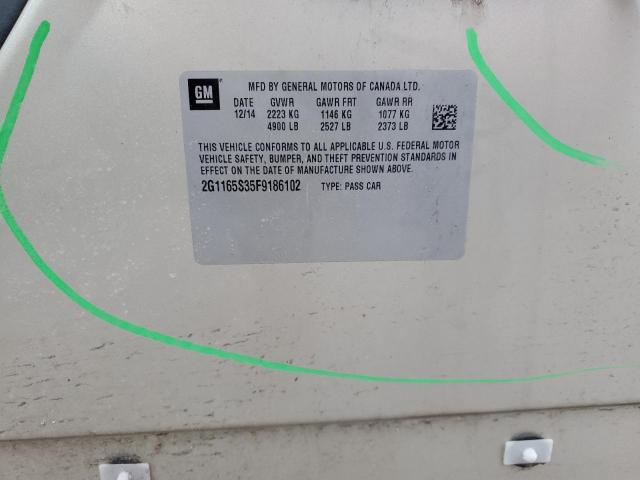 GM
MFD BY GENERAL MOTORS OF CANADA LTD.
DATE GVWR GAWR FRT GAWR RR
12/14 2223 KG 1146 KG 1077 KG
4900 LB 2527 LB 2373 LB
THIS VEHICLE CONFORMS TO ALL APPLICABLE U.S. FEDERAL MOTOR
VEHICLE SAFETY, BUMPER, AND THEFT PREVENTION STANDARDS IN
EFFECT ON THE DATE OF MANUFACTURE SHOWN ABOVE.
2G1165S35F9186102 TYPE: PASS CAR